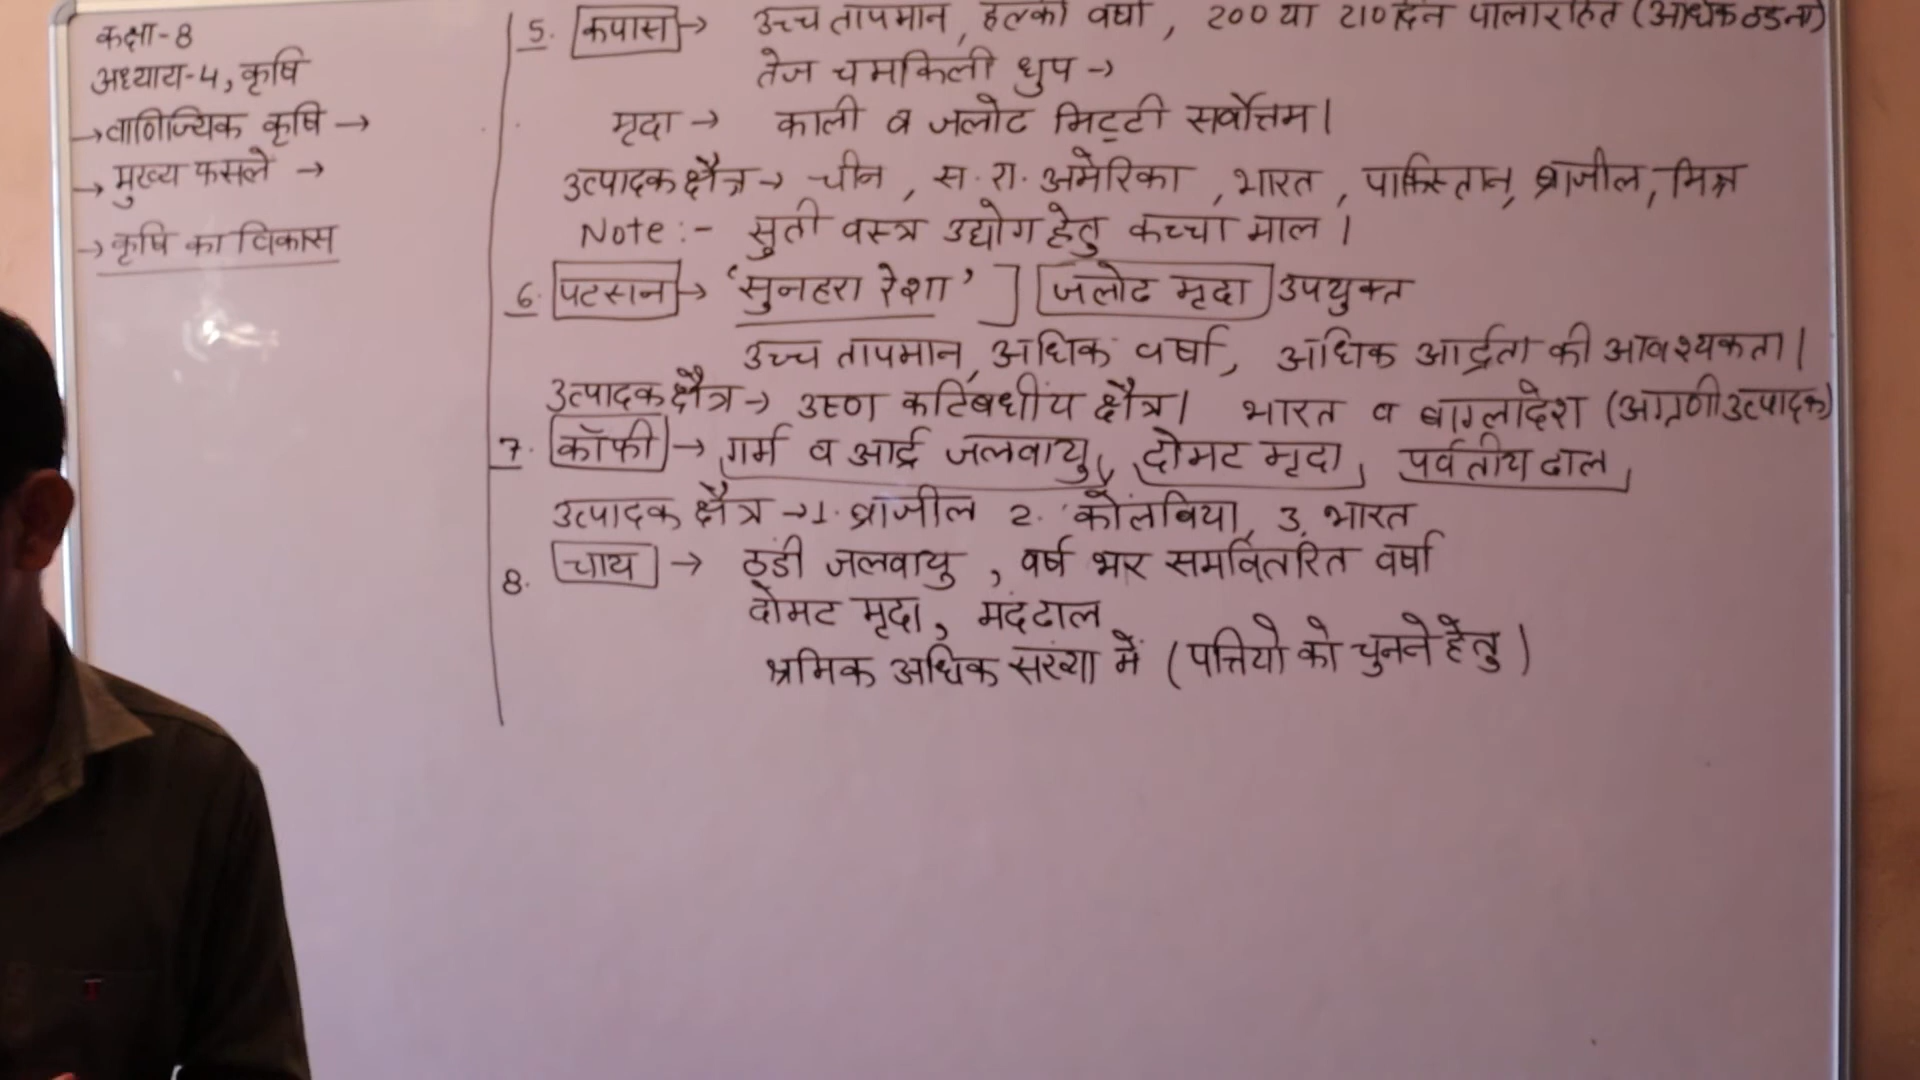 कक्षा-8
अध्याय-4, कृषि
→ वाणिज्यिक कृषि →
→ मुख्य फसले →
→ कृषि का विकास
5. कपास → उच्च तापमान, हल्की वर्षा, 200 या 210 दिन पालारहित (अधिक ठंड ना)
तेज चमकिली धुप →
मृदा → काली व जलोढ मिट्टी सर्वोत्तम।
उत्पादक क्षैत्र → चीन, स. रा. अमेरिका, भारत, पाकिस्तान, ब्राजील, मिस्र
Note :- सुती वस्त्र उद्योग हेतु कच्चा माल।
6. पटसन → 'सुनहरा रेशा' ] जलोढ मृदा उपयुक्त
उच्च तापमान, अधिक वर्षा, अधिक आर्द्रता की आवश्यकता।
उत्पादक क्षैत्र → उष्ण कटिबंधीय क्षैत्र। भारत व बांग्लादेश (अग्रणी उत्पादक)
7. कॉफी → गर्म व आर्द्र जलवायु, दोमट मृदा, पर्वतीय ढाल,
उत्पादक क्षैत्र → 1. ब्राजील 2. कोलंबिया, 3. भारत
8. चाय → ठंडी जलवायु, वर्ष भर समवितरित वर्षा
दोमट मृदा, मंद ढाल
श्रमिक अधिक संख्या में (पत्तियो को चुनने हेतु)